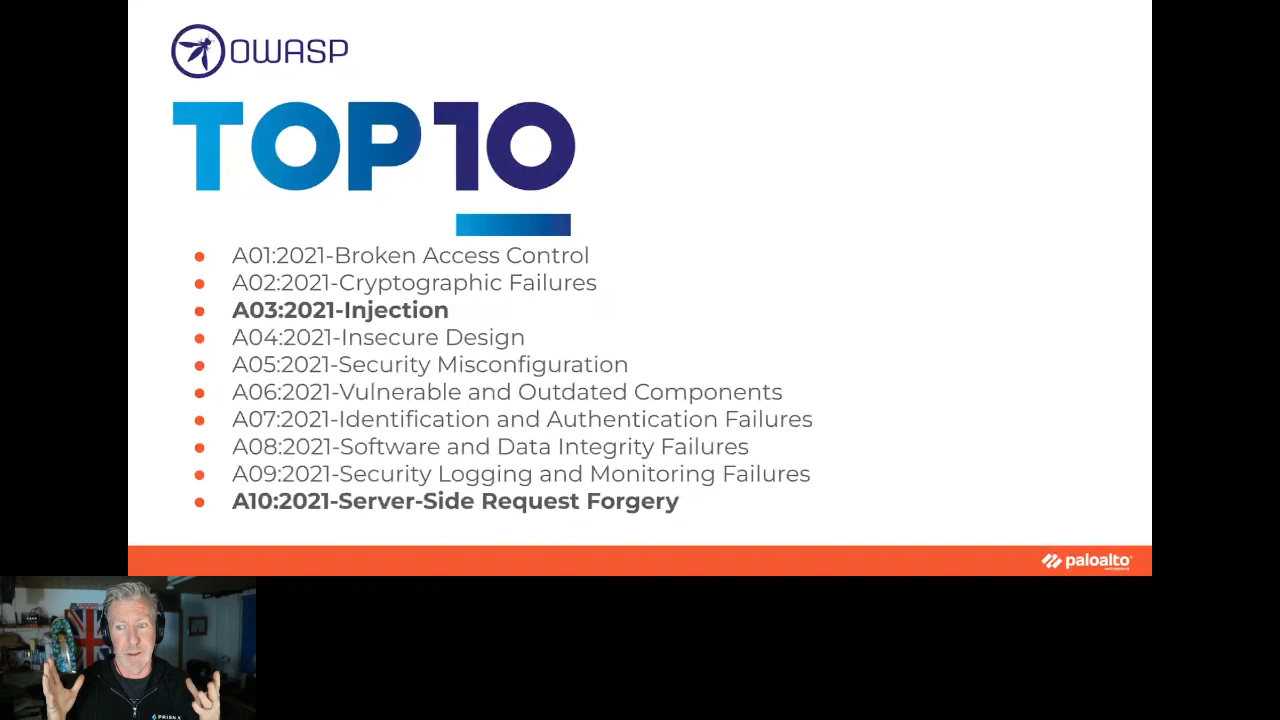 OWASP
TOP 10
A01:2021-Broken Access Control
A02:2021-Cryptographic Failures
A03:2021-Injection
A04:2021-Insecure Design
A05:2021-Security Misconfiguration
A06:2021-Vulnerable and Outdated Components
A07:2021-Identification and Authentication Failures
A08:2021-Software and Data Integrity Failures
A09:2021-Security Logging and Monitoring Failures
A10:2021-Server-Side Request Forgery
paloalto